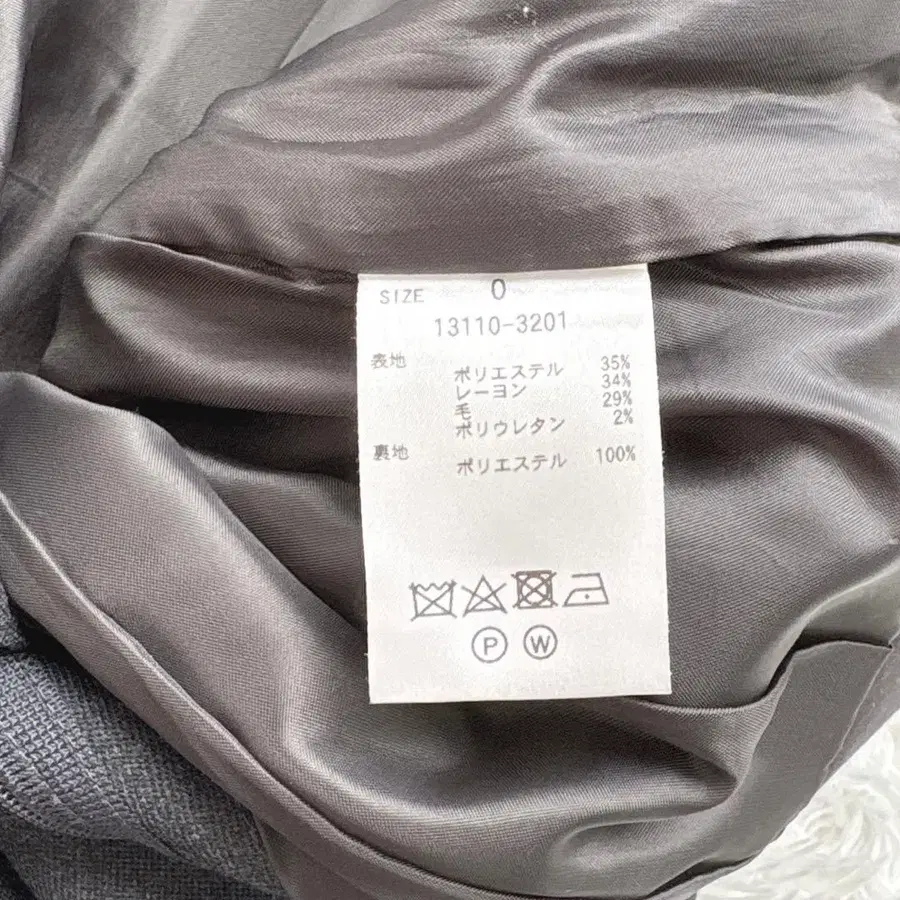 SIZE 0
13110-3201
表地
ポリエステル 35%
レーヨン 34%
毛 29%
ポリウレタン 2%
裏地
ポリエステル 100%
P W